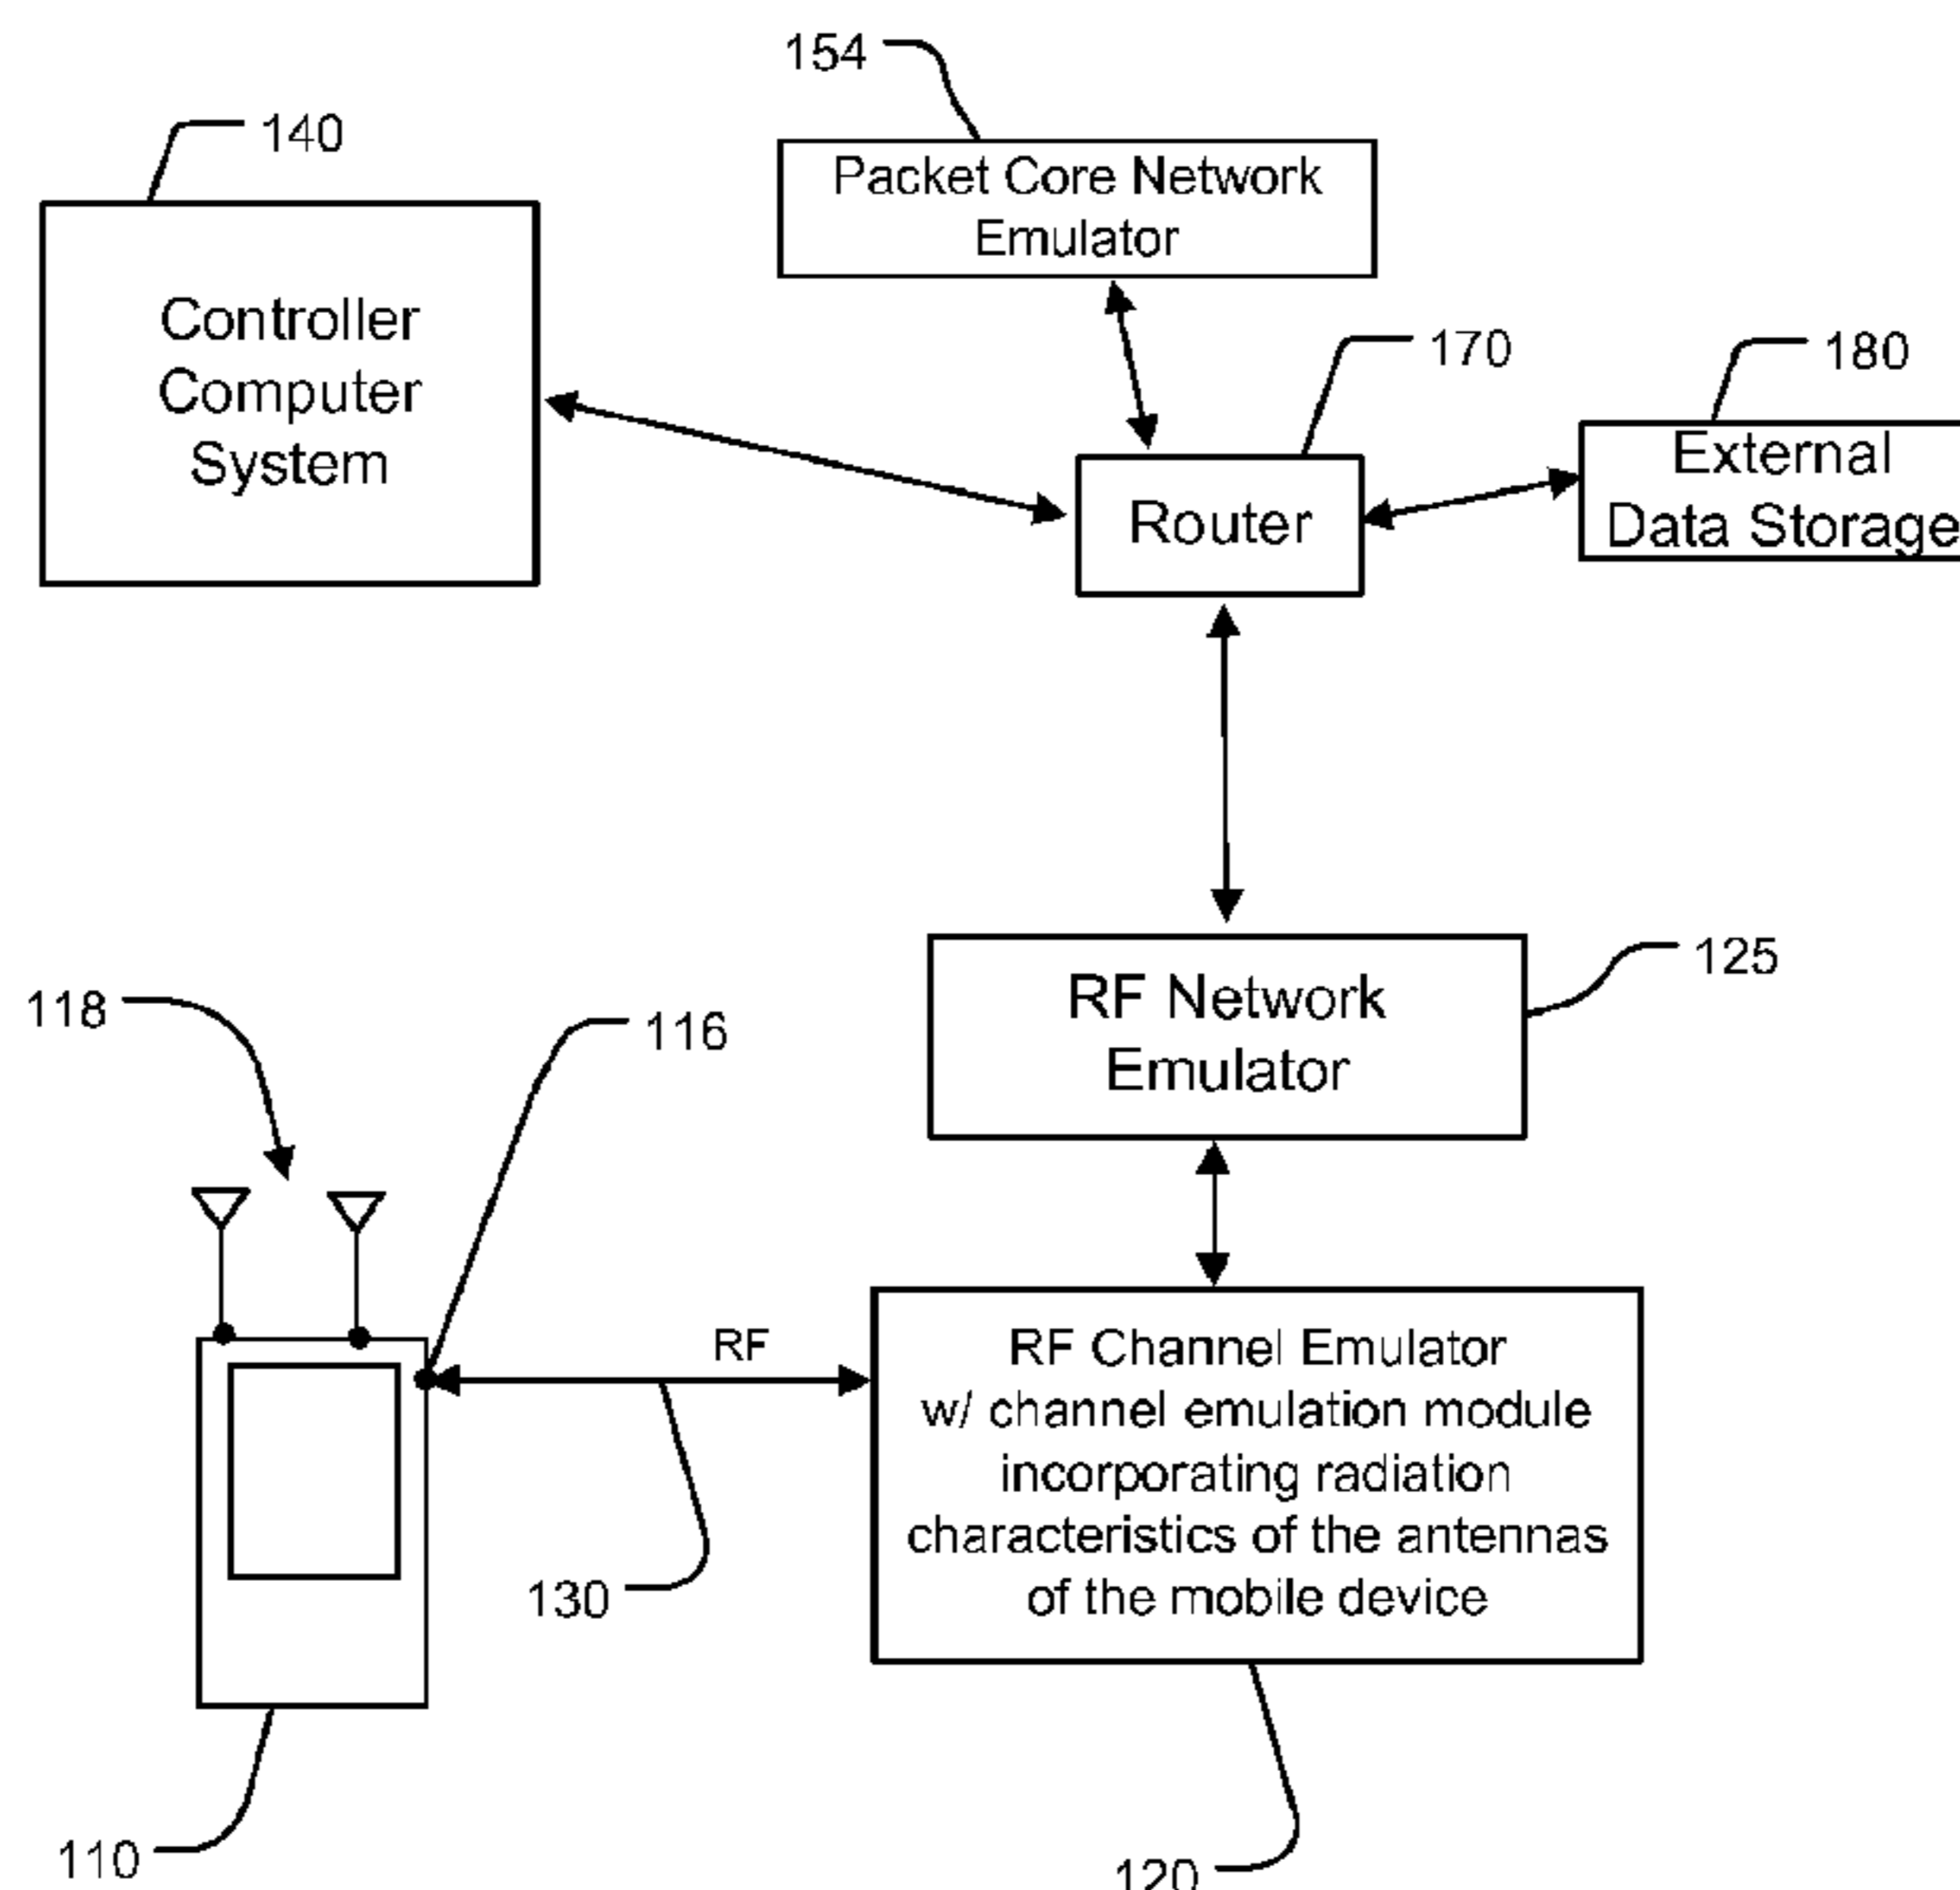 154
140
Packet Core Network
Emulator
Controller
Computer
System
170
180
External
Data Storage
Router
125
RF Network
Emulator
118
116
RF
RF Channel Emulator
w/ channel emulation module
incorporating radiation
characteristics of the antennas
of the mobile device
130
110
120